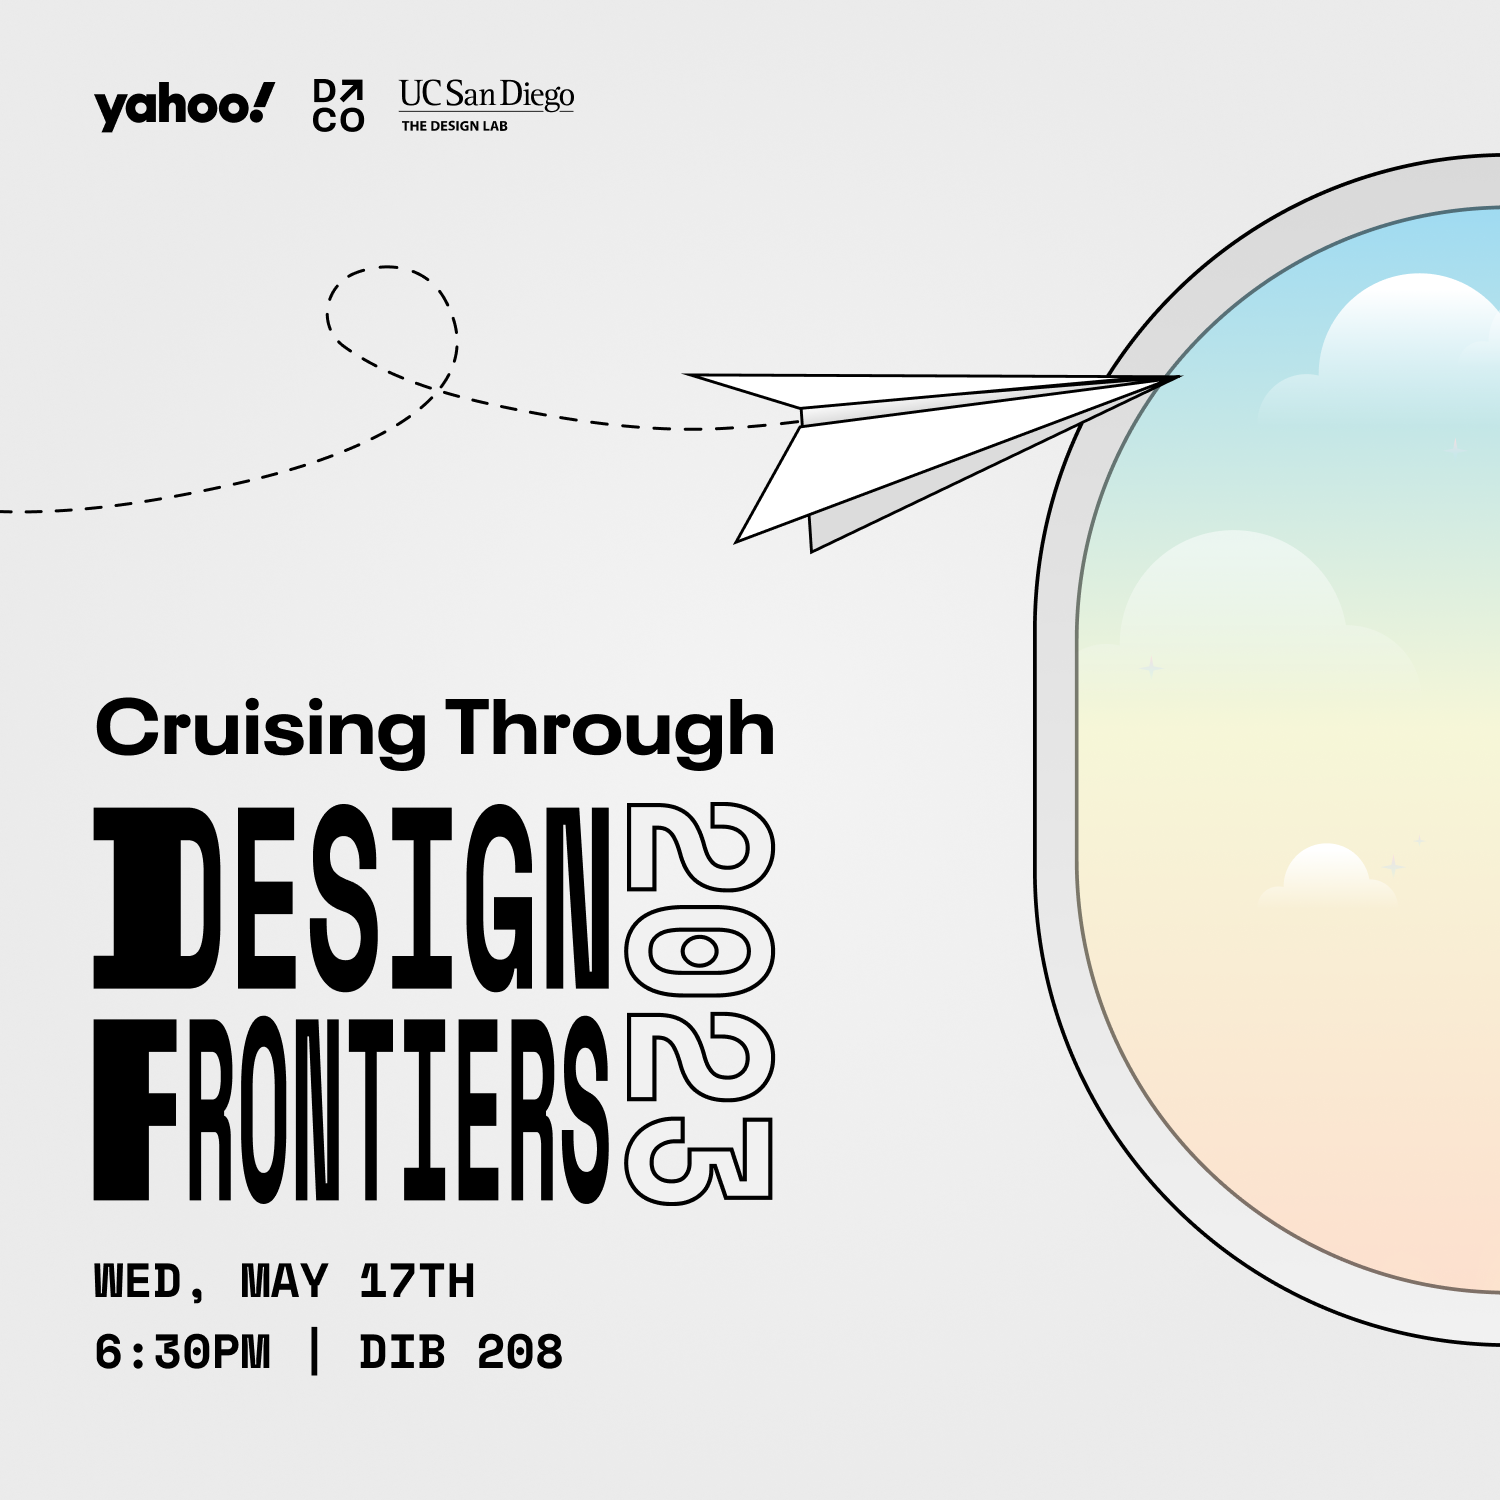 yahoo!
D↗
CO
UC San Diego
THE DESIGN LAB
Cruising Through
DESIGN
FRONTIERS
2023
WED, MAY 17TH
6:30PM | DIB 208